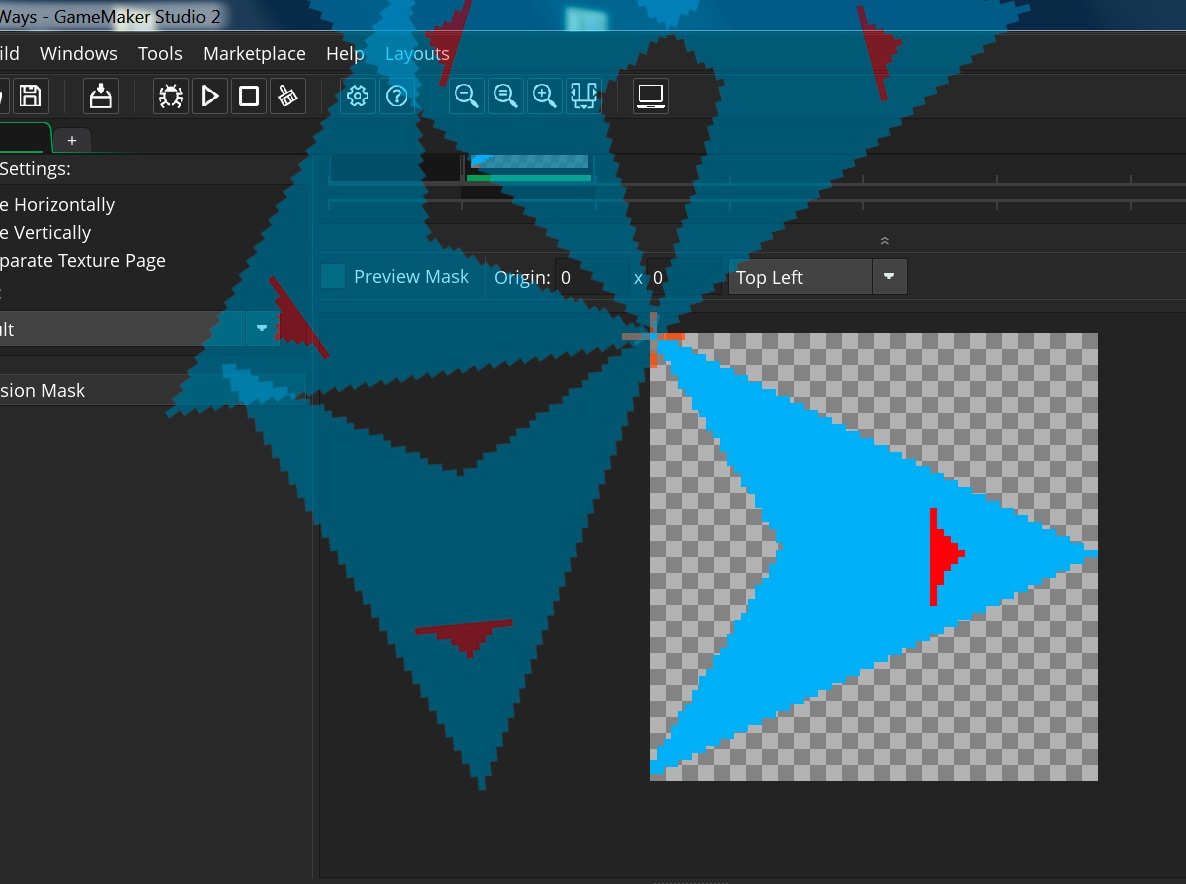 Ways - GameMaker Studio 2
ild Windows Tools Marketplace Help Layouts
+
Settings:
e Horizontally
e Vertically
parate Texture Page
:
Preview Mask Origin: 0 x 0 Top Left
lt
sion Mask